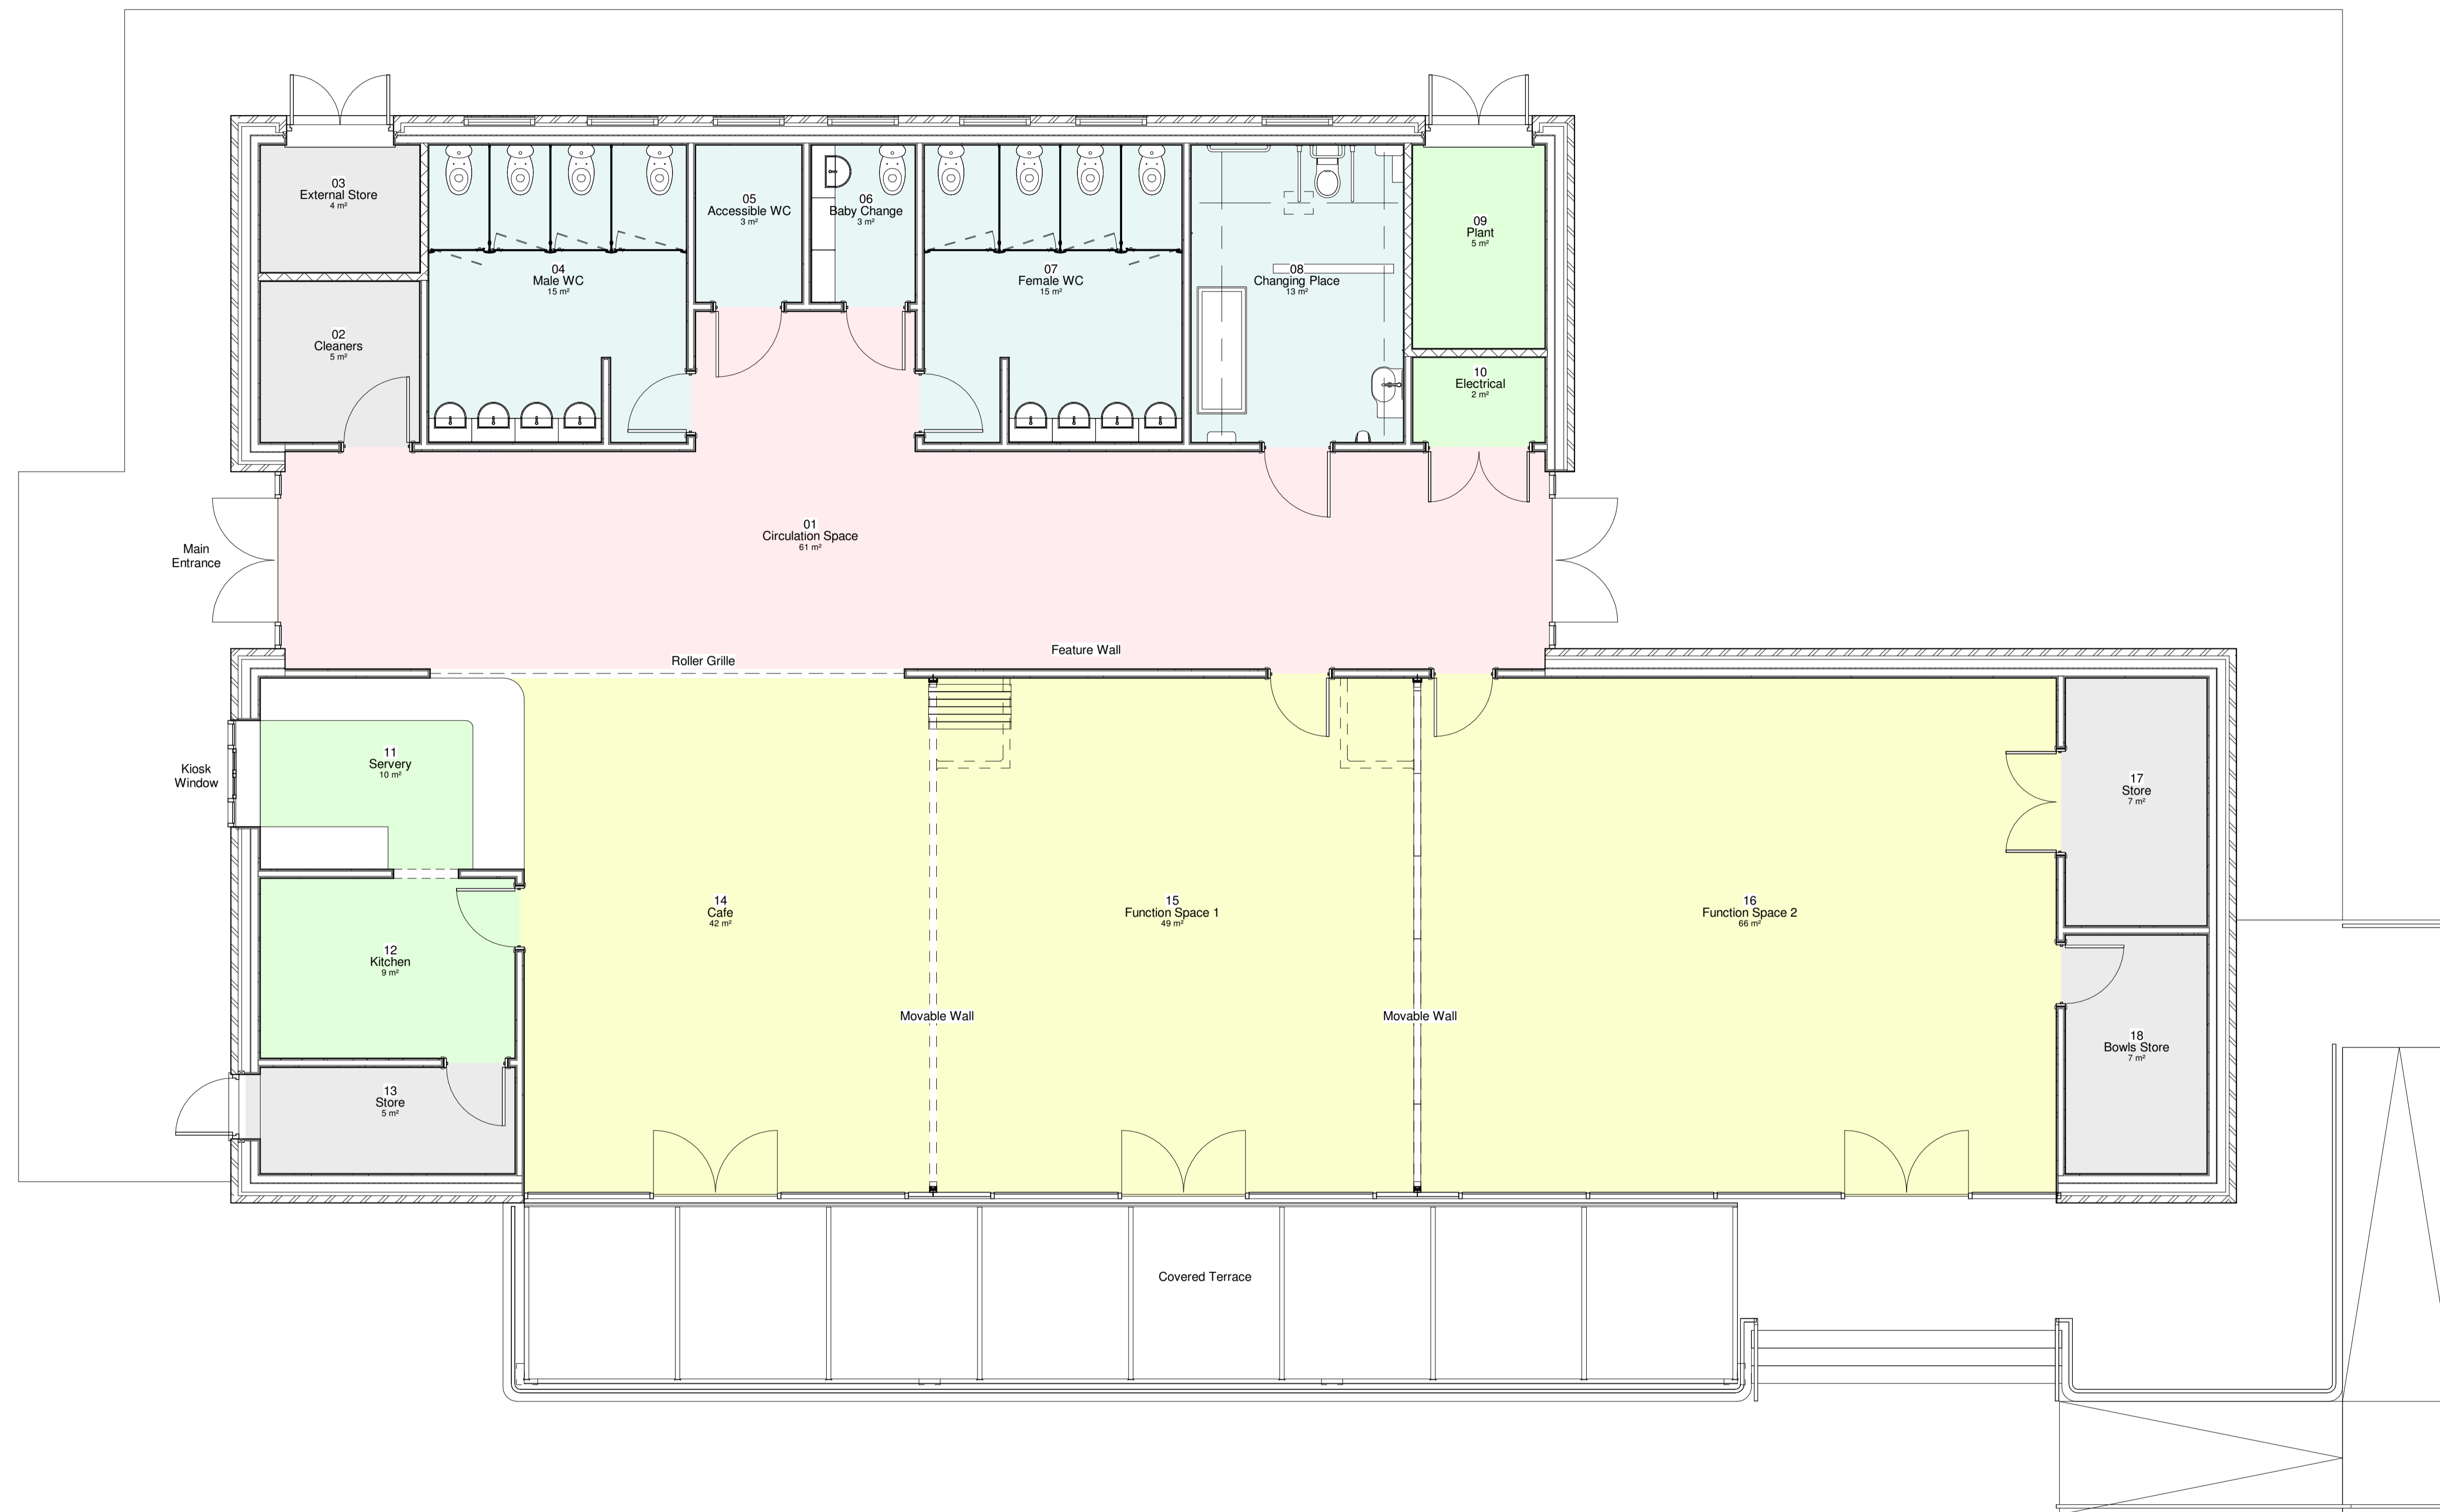 03
External Store
4 m²
02
Cleaners
5 m²
04
Male WC
15 m²
05
Accessible WC
3 m²
06
Baby Change
3 m²
07
Female WC
15 m²
08
Changing Place
13 m²
09
Plant
5 m²
10
Electrical
2 m²
Main
Entrance
01
Circulation Space
61 m²
Roller Grille
Feature Wall
Kiosk
Window
11
Servery
10 m²
12
Kitchen
9 m²
13
Store
5 m²
14
Cafe
42 m²
Movable Wall
15
Function Space 1
49 m²
Movable Wall
16
Function Space 2
66 m²
17
Store
7 m²
18
Bowls Store
7 m²
Covered Terrace